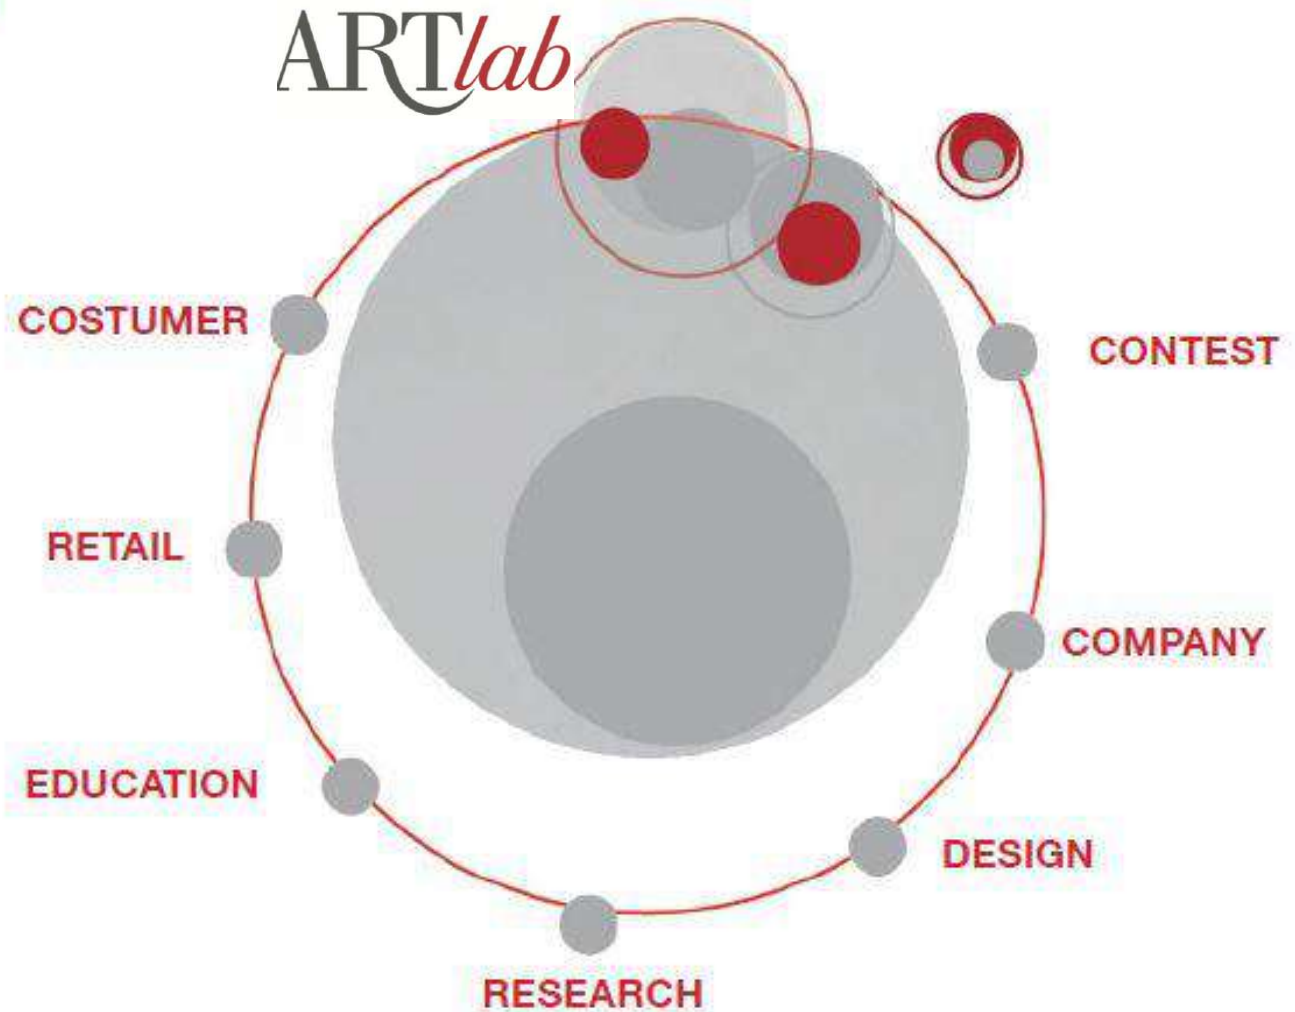 ARTlab
COSTUMER
CONTEST
RETAIL
COMPANY
EDUCATION
DESIGN
RESEARCH